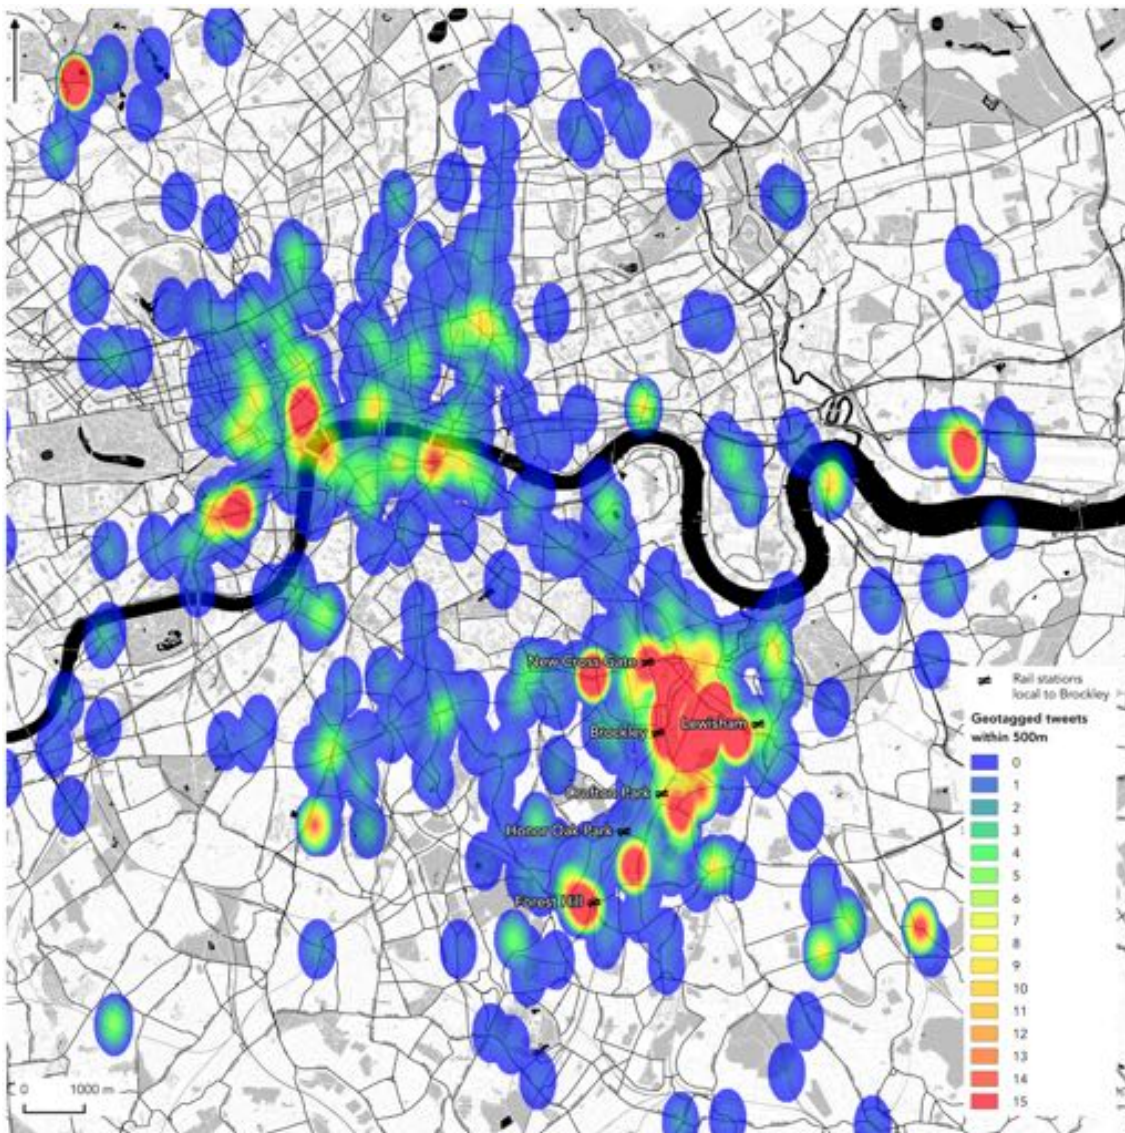 New Cross Gate
Lewisham
Brockley
Crofton Park
Honor Oak Park
Forest Hill
Rail stations
local to Brockley
Geotagged tweets
within 500m
0
1
2
3
4
5
6
7
8
9
10
11
12
13
14
15
0 1000 m